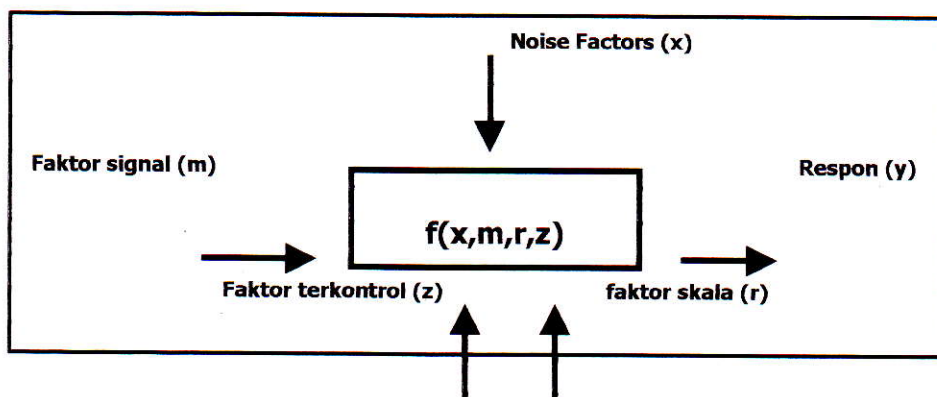 Noise Factors (x)
Faktor signal (m)
Respon (y)
f(x,m,r,z)
Faktor terkontrol (z)
faktor skala (r)